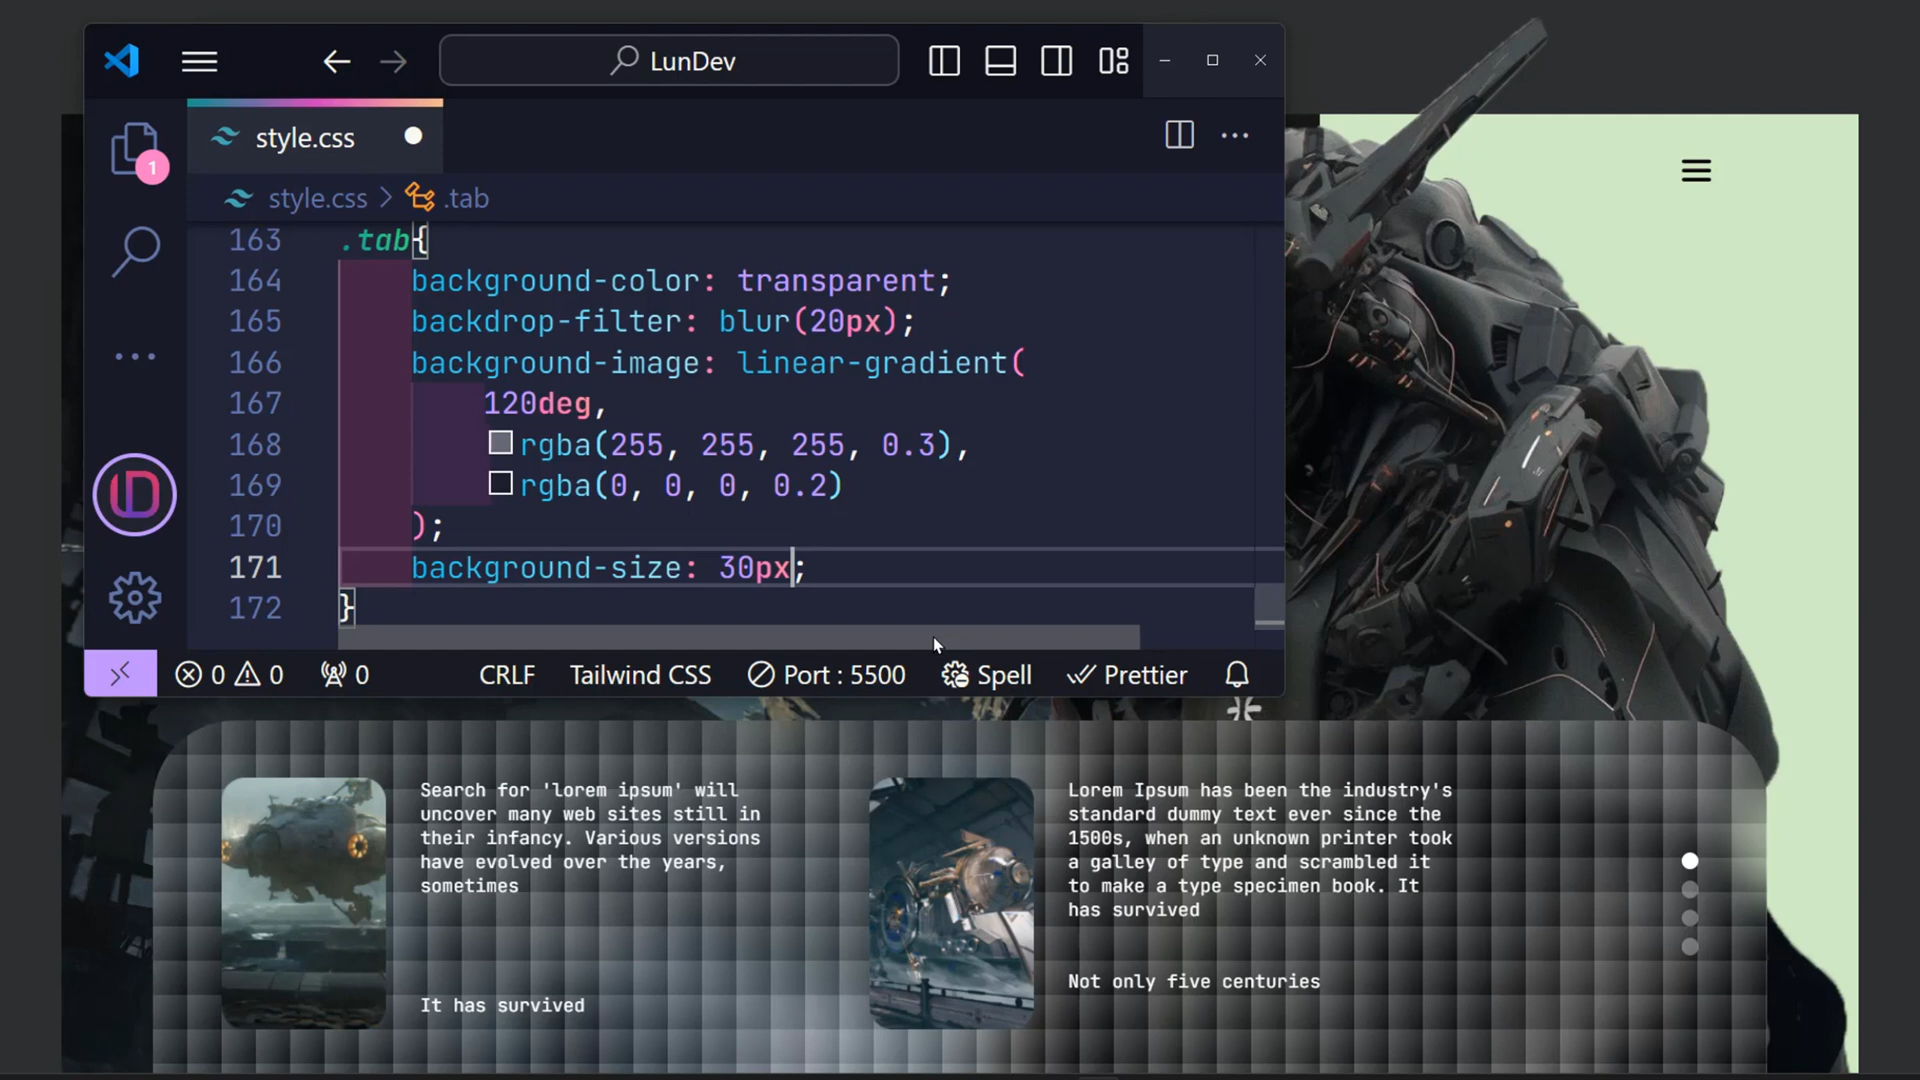 LunDev
1
style.css
style.css > .tab
163 .tab{
164 background-color: transparent;
165 backdrop-filter: blur(20px);
166 background-image: linear-gradient(
167 120deg,
168 rgba(255, 255, 255, 0.3),
169 rgba(0, 0, 0, 0.2)
170 );
171 background-size: 30px;
172 }
0 0 0 CRLF Tailwind CSS Port : 5500 Spell Prettier
Search for 'lorem ipsum' will
uncover many web sites still in
their infancy. Various versions
have evolved over the years,
sometimes
It has survived
Lorem Ipsum has been the industry's
standard dummy text ever since the
1500s, when an unknown printer took
a galley of type and scrambled it
to make a type specimen book. It
has survived
Not only five centuries